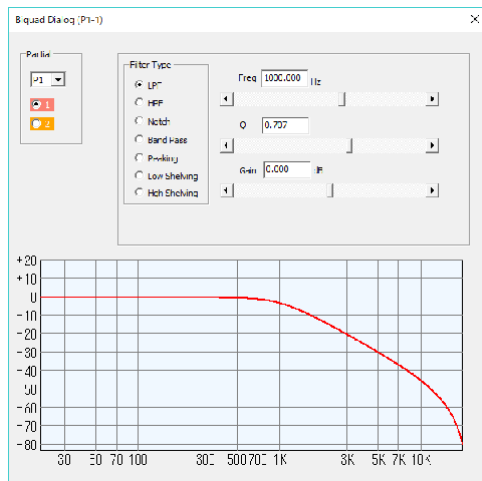 Biquad Dialog (P1-1)
Partial
P1
1
2
Filter Type
LPF
HPF
Notch
Band Pass
Peaking
Low Shelving
High Shelving
Freq 1000.000 Hz
Q 0.707
Gain 0.000 dB
+20
+10
0
-10
-20
-30
-40
50
-60
-70
-80
30 50 70 100 300 500 700 1K 3K 5K 7K 10K